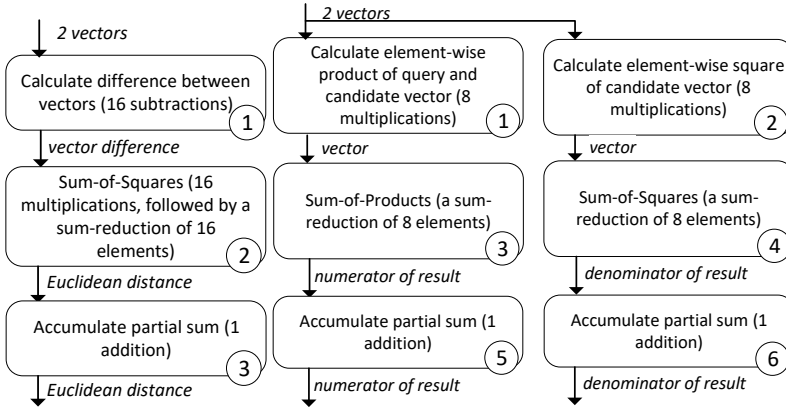 2 vectors
Calculate difference between
vectors (16 subtractions)
1
vector difference
Sum-of-Squares (16
multiplications, followed by a
sum-reduction of 16
elements)
2
Euclidean distance
Accumulate partial sum (1
addition)
3
Euclidean distance
2 vectors
Calculate element-wise
product of query and
candidate vector (8
multiplications)
1
vector
Sum-of-Products (a sum-
reduction of 8 elements)
3
numerator of result
Accumulate partial sum (1
addition)
5
numerator of result
Calculate element-wise square
of candidate vector (8
multiplications)
2
vector
Sum-of-Squares (a sum-
reduction of 8 elements)
4
denominator of result
Accumulate partial sum (1
addition)
6
denominator of result